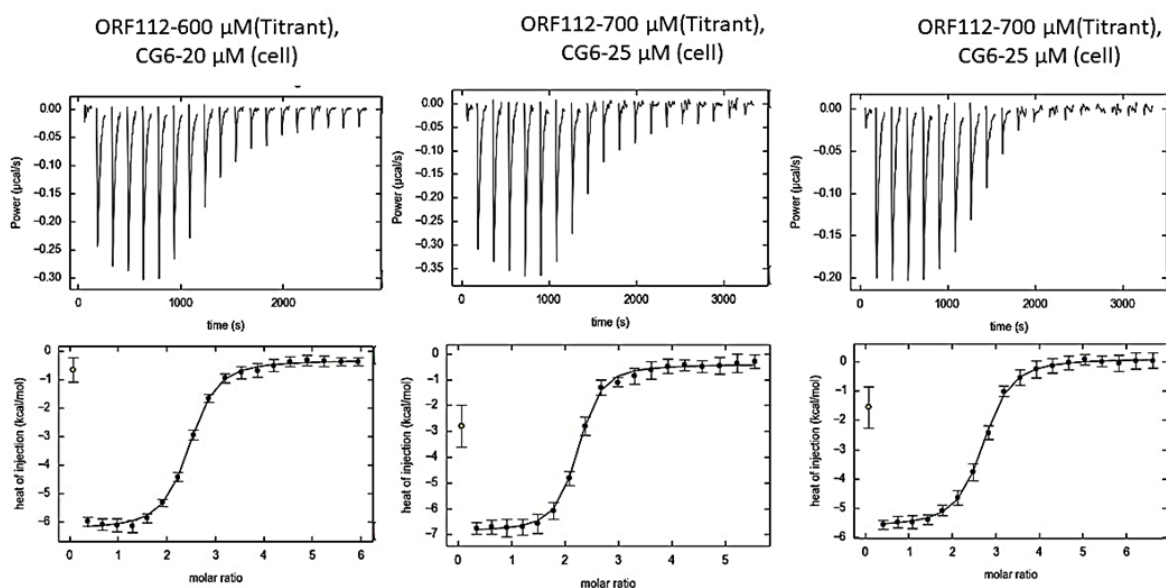 ORF112-600 µM(Titrant),
CG6-20 µM (cell)
ORF112-700 µM(Titrant),
CG6-25 µM (cell)
ORF112-700 µM(Titrant),
CG6-25 µM (cell)
Power (µcal/s)
0.00
−0.05
−0.10
−0.15
−0.20
−0.25
−0.30
0 1000 2000
time (s)
Power (µcal/s)
0.00
−0.05
−0.10
−0.15
−0.20
−0.25
−0.30
−0.35
0 1000 2000 3000
time (s)
Power (µcal/s)
0.00
−0.05
−0.10
−0.15
−0.20
0 1000 2000 3000
time (s)
heat of injection (kcal/mol)
0
−1
−2
−3
−4
−5
−6
0 1 2 3 4 5 6
molar ratio
heat of injection (kcal/mol)
0
−1
−2
−3
−4
−5
−6
−7
0 1 2 3 4 5
molar ratio
heat of injection (kcal/mol)
0
−1
−2
−3
−4
−5
−6
0 1 2 3 4 5 6
molar ratio